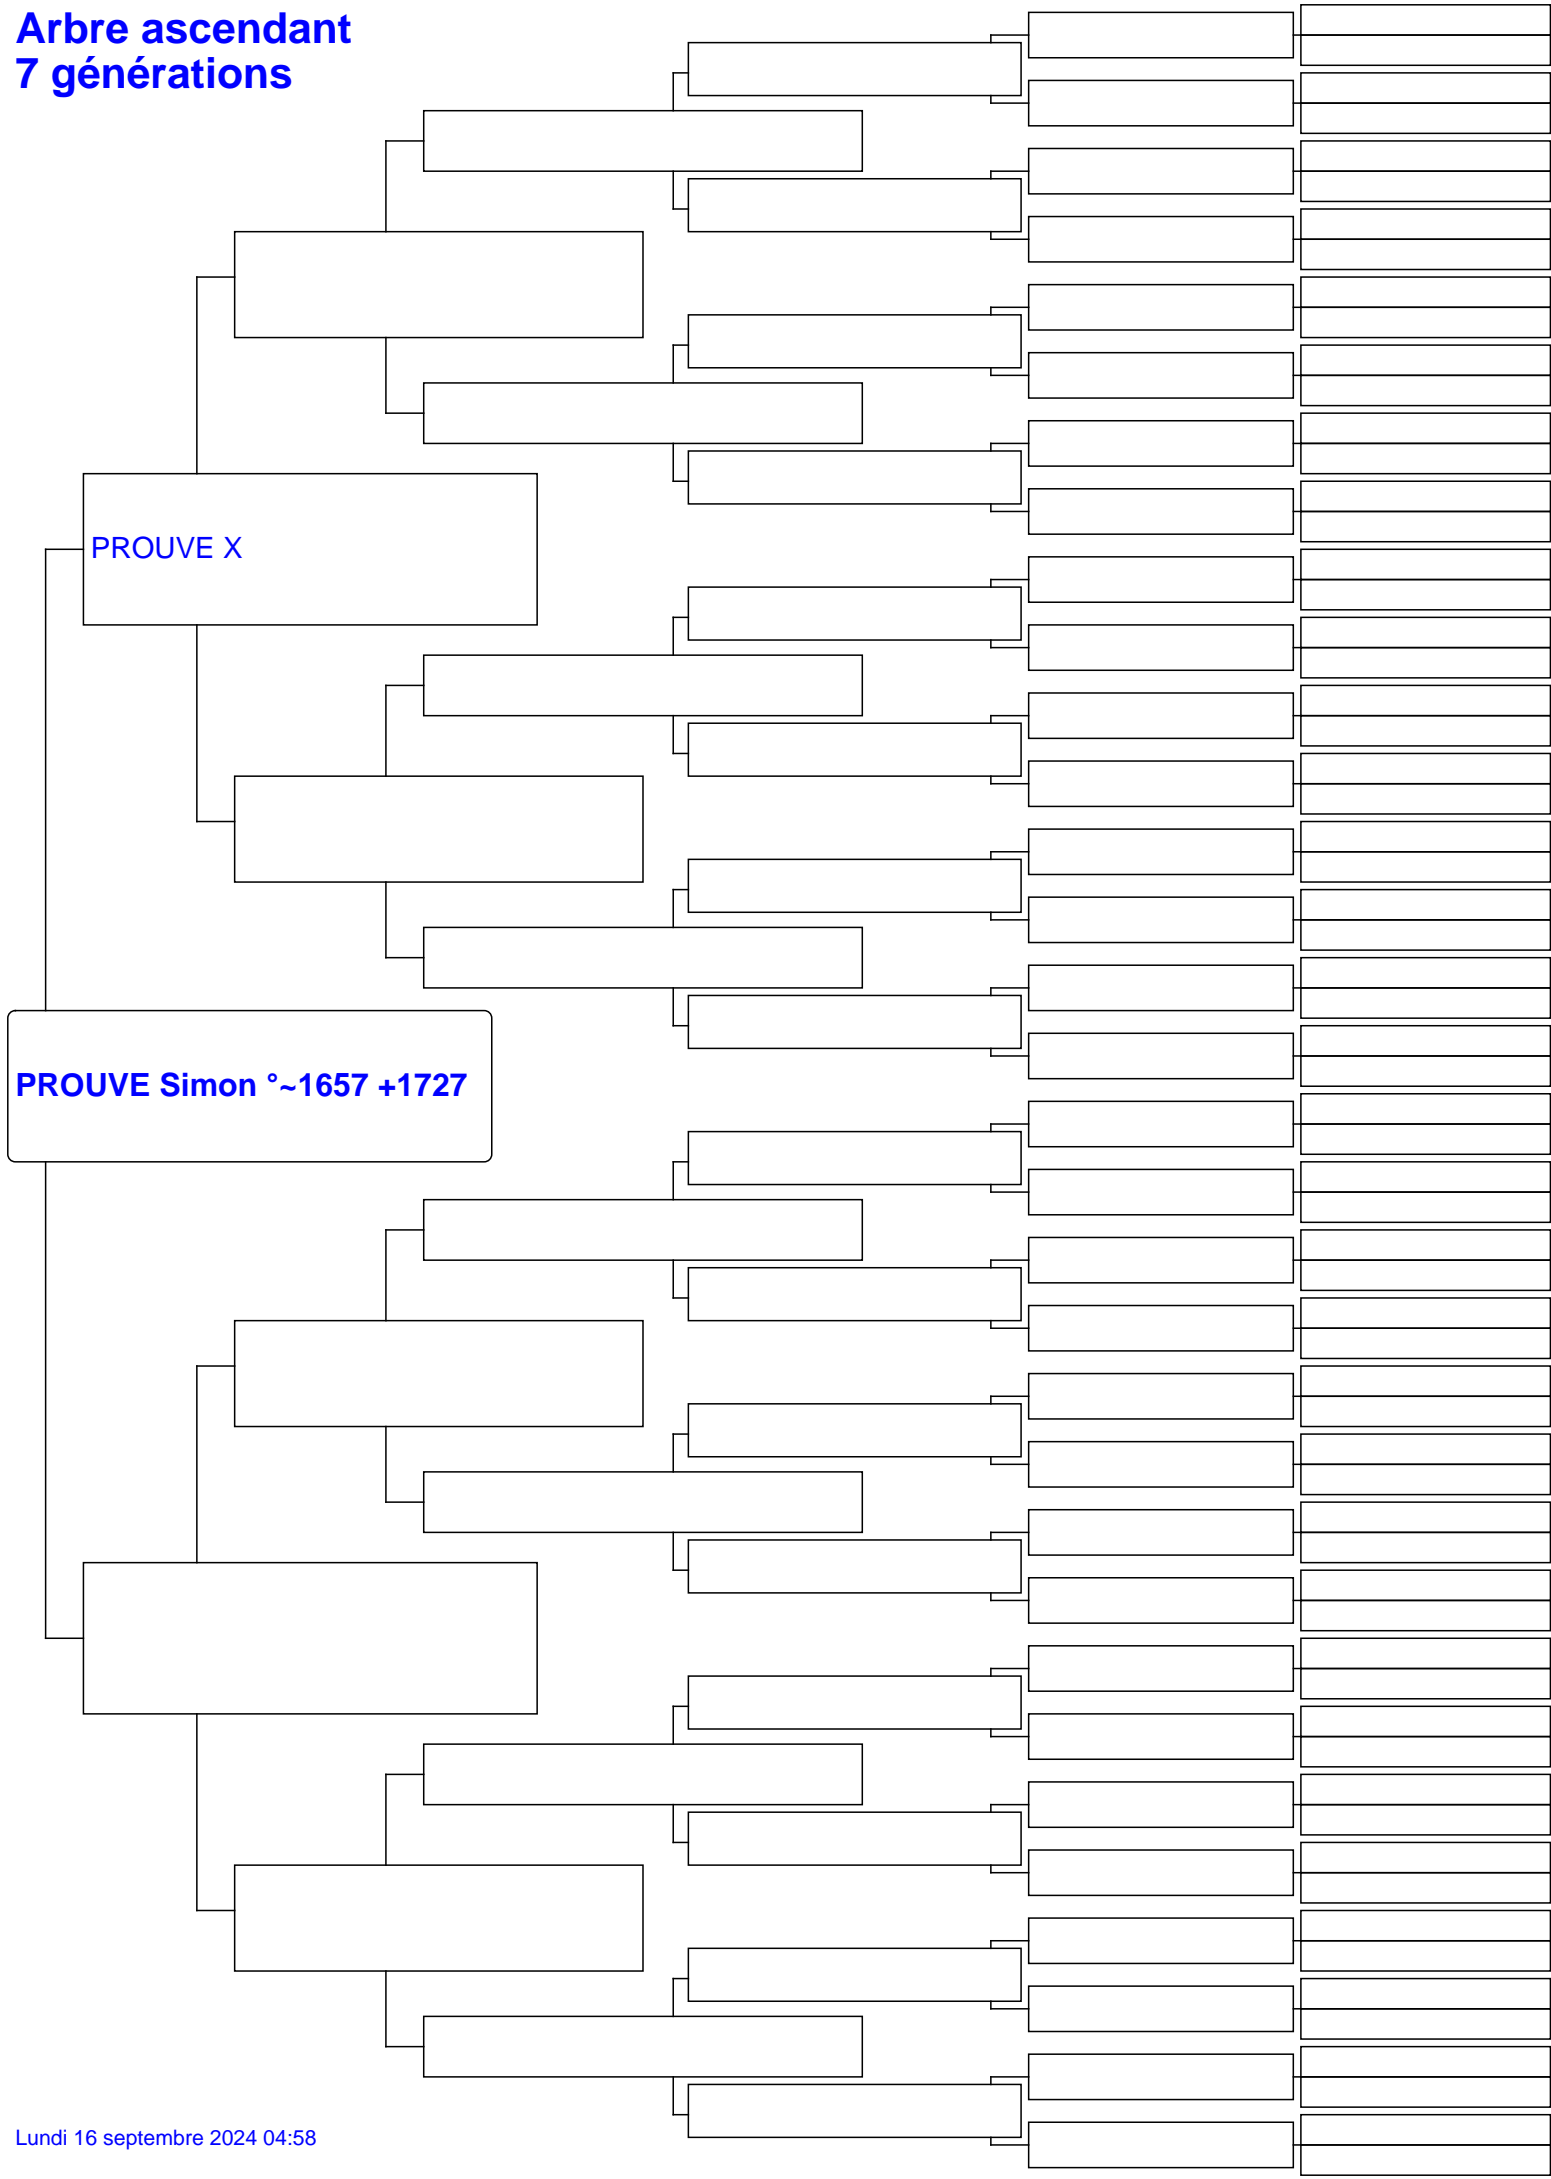 Arbre ascendant
7 générations
PROUVE X
PROUVE Simon °~1657 +1727
Lundi 16 septembre 2024 04:58